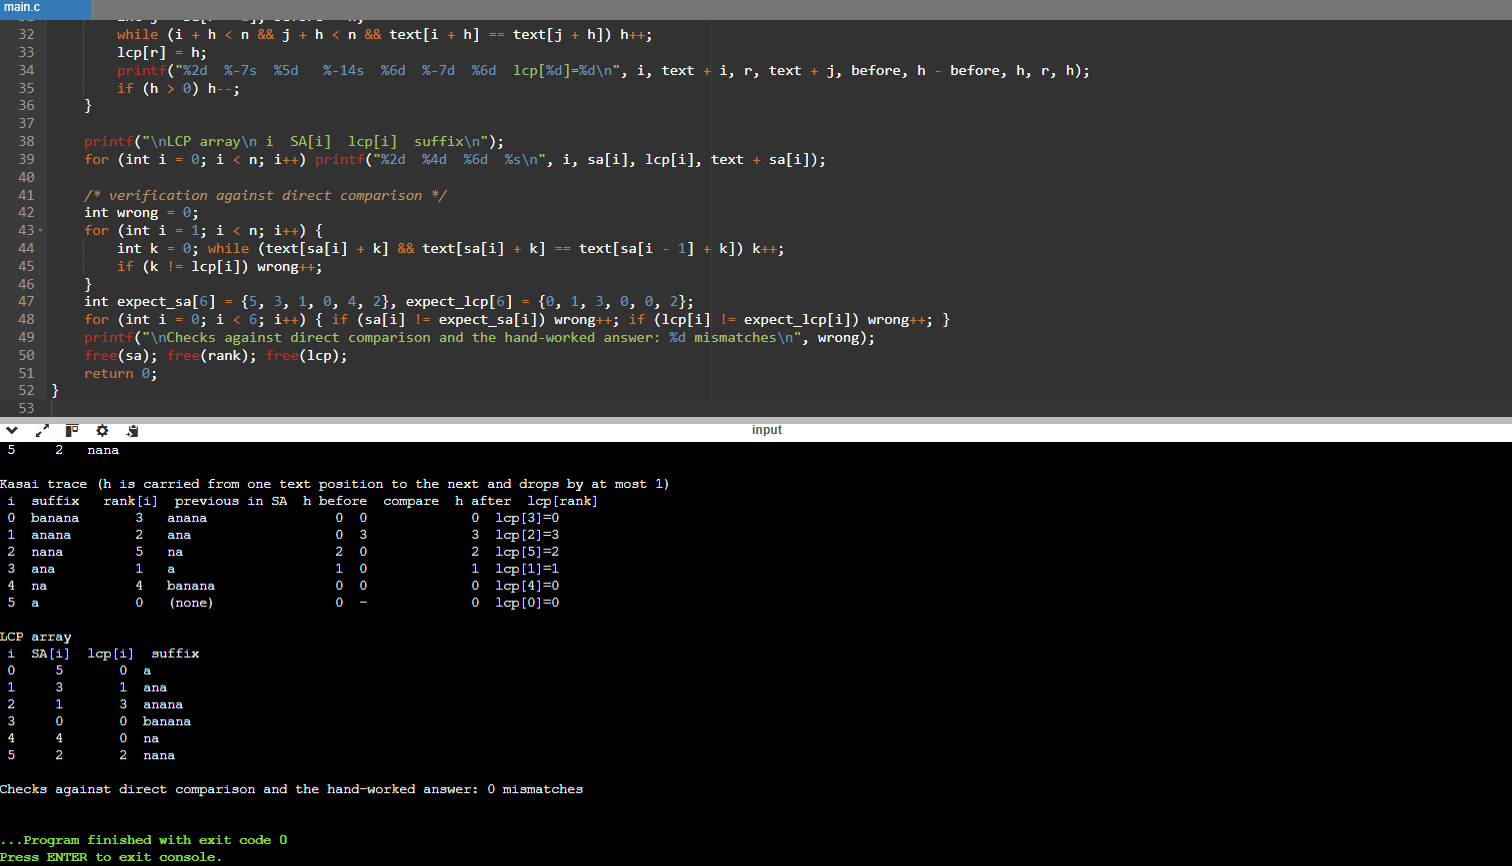 main.c
32 while (i + h < n && j + h < n && text[i + h] == text[j + h]) h++;
33 lcp[r] = h;
34 printf("%2d  %-7s  %5d   %-14s  %6d  %-7d  %6d  lcp[%d]=%d\n", i, text + i, r, text + j, before, h - before, h, r, h);
35 if (h > 0) h--;
36 }
37
38 printf("\nLCP array\n i  SA[i]  lcp[i]  suffix\n");
39 for (int i = 0; i < n; i++) printf("%2d  %4d  %6d  %s\n", i, sa[i], lcp[i], text + sa[i]);
40
41 /* verification against direct comparison */
42 int wrong = 0;
43 for (int i = 1; i < n; i++) {
44 int k = 0; while (text[sa[i] + k] && text[sa[i] + k] == text[sa[i - 1] + k]) k++;
45 if (k != lcp[i]) wrong++;
46 }
47 int expect_sa[6] = {5, 3, 1, 0, 4, 2}, expect_lcp[6] = {0, 1, 3, 0, 0, 2};
48 for (int i = 0; i < 6; i++) { if (sa[i] != expect_sa[i]) wrong++; if (lcp[i] != expect_lcp[i]) wrong++; }
49 printf("\nChecks against direct comparison and the hand-worked answer: %d mismatches\n", wrong);
50 free(sa); free(rank); free(lcp);
51 return 0;
52 }
53
input
5 2 nana
Kasai trace (h is carried from one text position to the next and drops by at most 1)
i suffix rank[i] previous in SA h before compare h after lcp[rank]
0 banana 3 anana 0 0 0 lcp[3]=0
1 anana 2 ana 0 3 3 lcp[2]=3
2 nana 5 na 2 0 2 lcp[5]=2
3 ana 1 a 1 0 1 lcp[1]=1
4 na 4 banana 0 0 0 lcp[4]=0
5 a 0 (none) 0 - 0 lcp[0]=0
LCP array
i SA[i] lcp[i] suffix
0 5 0 a
1 3 1 ana
2 1 3 anana
3 0 0 banana
4 4 0 na
5 2 2 nana
Checks against direct comparison and the hand-worked answer: 0 mismatches
...Program finished with exit code 0
Press ENTER to exit console.